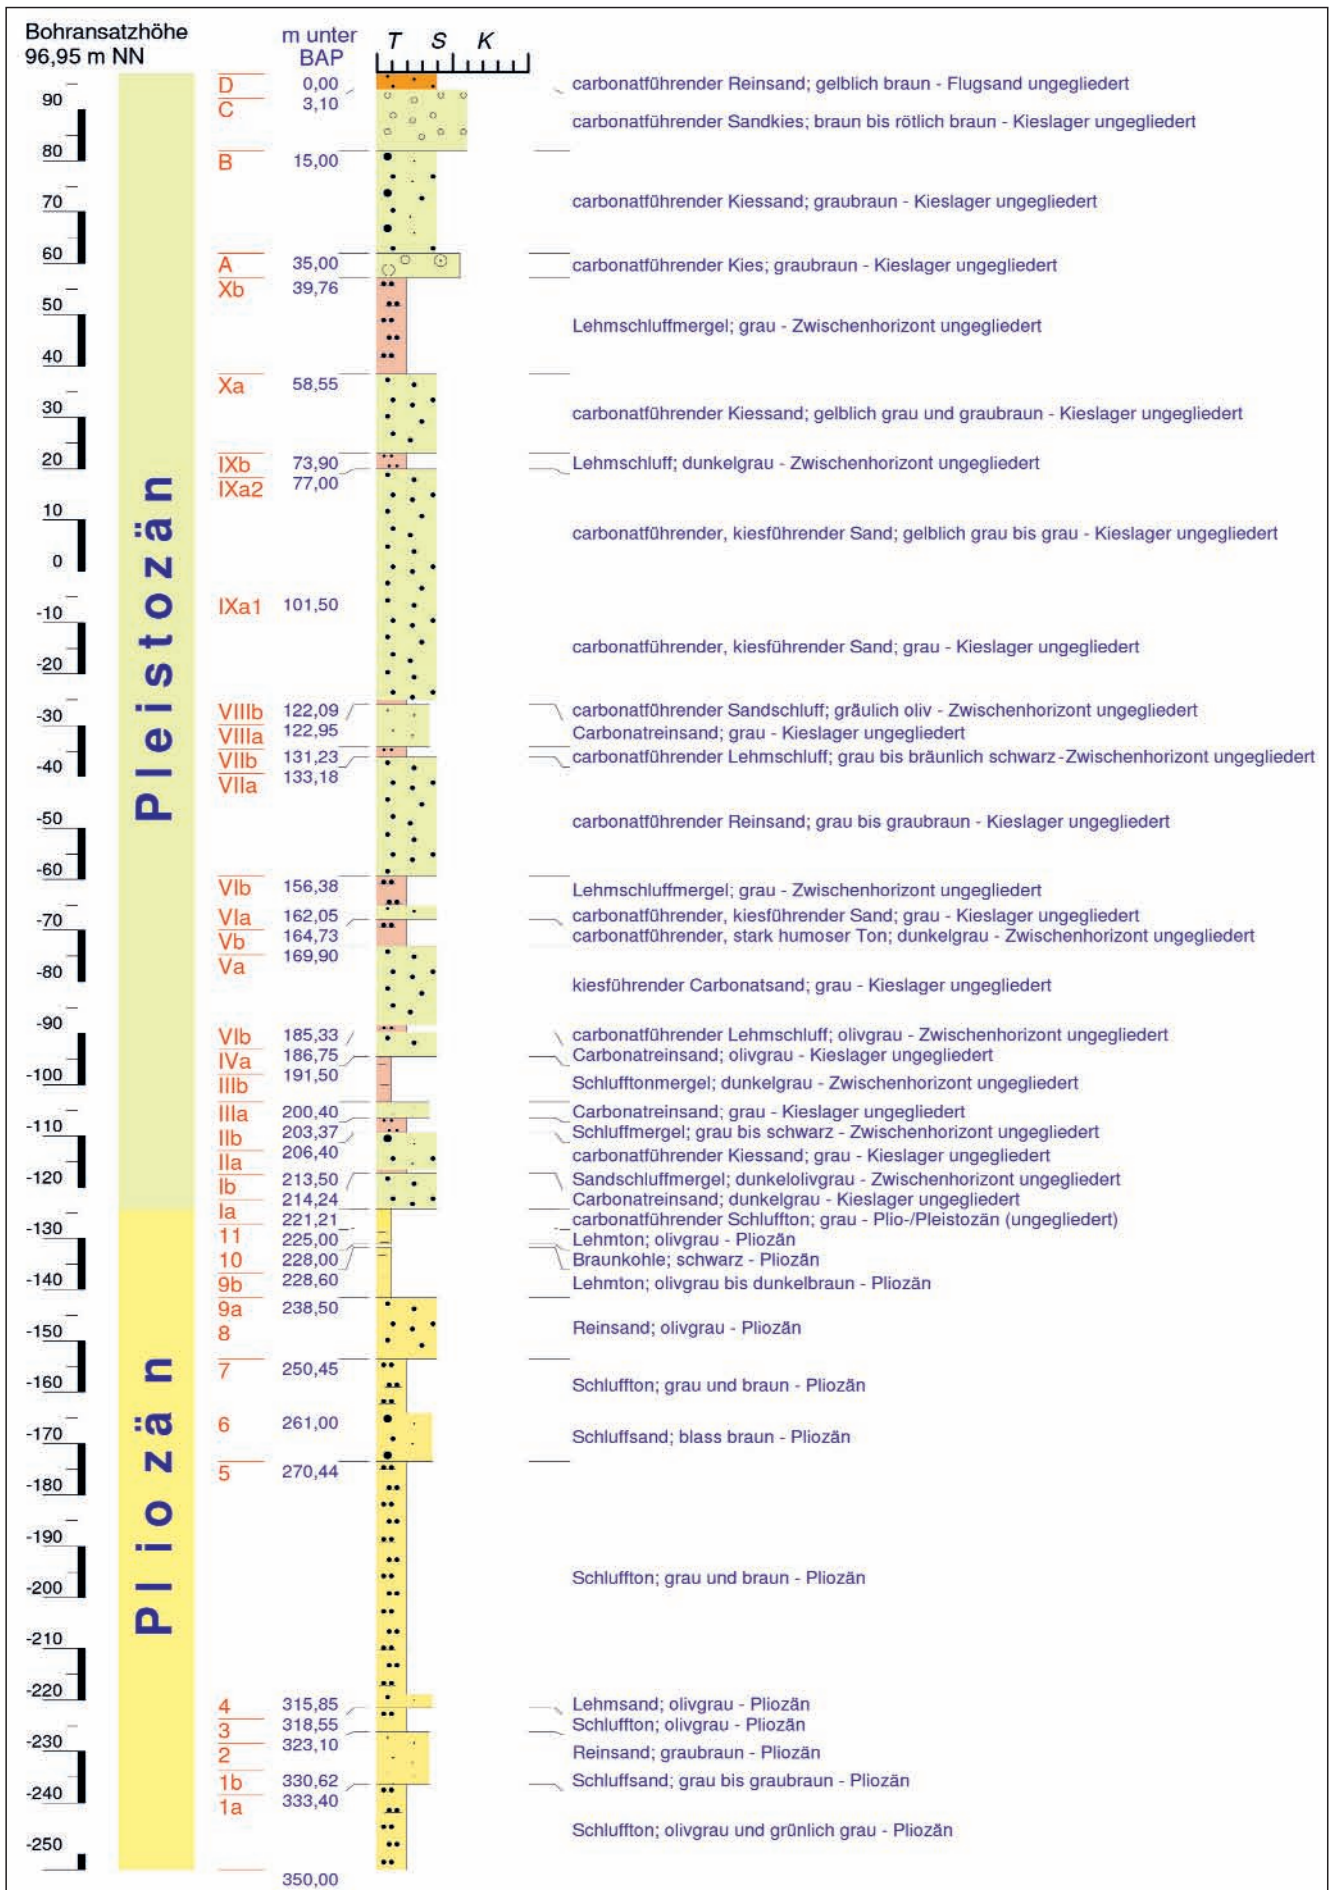 Bohransatzhöhe
96,95 m NN
m unter
BAP
T S K
D 0,00 carbonatführender Reinsand; gelblich braun - Flugsand ungegliedert
90
C 3,10
carbonatführender Sandkies; braun bis rötlich braun - Kieslager ungegliedert
80
B 15,00
70
carbonatführender Kiessand; graubraun - Kieslager ungegliedert
60
A 35,00 carbonatführender Kies; graubraun - Kieslager ungegliedert
Xb 39,76
50
Lehmschluffmergel; grau - Zwischenhorizont ungegliedert
40
Xa 58,55
30
carbonatführender Kiessand; gelblich grau und graubraun - Kieslager ungegliedert
20
IXb 73,90 Lehmschluff; dunkelgrau - Zwischenhorizont ungegliedert
IXa2 77,00
10
carbonatführender, kiesführender Sand; gelblich grau bis grau - Kieslager ungegliedert
0
IXa1 101,50
-10
carbonatführender, kiesführender Sand; grau - Kieslager ungegliedert
-20
Pleistozän
-30
VIIIb 122,09 carbonatführender Sandschluff; gräulich oliv - Zwischenhorizont ungegliedert
VIIIa 122,95 Carbonatreinsand; grau - Kieslager ungegliedert
VIIb 131,23 carbonatführender Lehmschluff; grau bis bräunlich schwarz - Zwischenhorizont ungegliedert
-40
VIIa 133,18
-50
carbonatführender Reinsand; grau bis graubraun - Kieslager ungegliedert
-60
VIb 156,38 Lehmschluffmergel; grau - Zwischenhorizont ungegliedert
VIa 162,05 carbonatführender, kiesführender Sand; grau - Kieslager ungegliedert
-70
Vb 164,73 carbonatführender, stark humoser Ton; dunkelgrau - Zwischenhorizont ungegliedert
Va 169,90
-80
kiesführender Carbonatsand; grau - Kieslager ungegliedert
-90
VIb 185,33 carbonatführender Lehmschluff; olivgrau - Zwischenhorizont ungegliedert
IVa 186,75 Carbonatreinsand; olivgrau - Kieslager ungegliedert
-100
IIIb 191,50 Schlufftonmergel; dunkelgrau - Zwischenhorizont ungegliedert
IIIa 200,40 Carbonatreinsand; grau - Kieslager ungegliedert
-110
IIb 203,37 Schluffmergel; grau bis schwarz - Zwischenhorizont ungegliedert
IIa 206,40 carbonatführender Kiessand; grau - Kieslager ungegliedert
-120
Ib 213,50 Sandschluffmergel; dunkelolivgrau - Zwischenhorizont ungegliedert
Ia 214,24 Carbonatreinsand; dunkelgrau - Kieslager ungegliedert
-130
11 221,21 carbonatführender Schluffton; grau - Plio-/Pleistozän (ungegliedert)
10 225,00 Lehmton; olivgrau - Pliozän
9b 228,00 Braunkohle; schwarz - Pliozän
-140
9a 228,60 Lehmton; olivgrau bis dunkelbraun - Pliozän
8 238,50 Reinsand; olivgrau - Pliozän
-150
7 250,45
-160
Schluffton; grau und braun - Pliozän
6 261,00
-170
Schluffsand; blass braun - Pliozän
5 270,44
-180
-190
Pliozän
Schluffton; grau und braun - Pliozän
-200
-210
-220
4 315,85 Lehmsand; olivgrau - Pliozän
3 318,55 Schluffton; olivgrau - Pliozän
-230
2 323,10 Reinsand; graubraun - Pliozän
1b 330,62 Schluffsand; grau bis graubraun - Pliozän
-240
1a 333,40
Schluffton; olivgrau und grünlich grau - Pliozän
-250
350,00